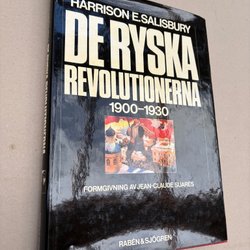 HARRISON E. SALISBURY
DE RYSKA
REVOLUTIONERNA
1900-1930
FORMGIVNING AV JEAN-CLAUDE SUARES
RABÉN & SJÖGREN